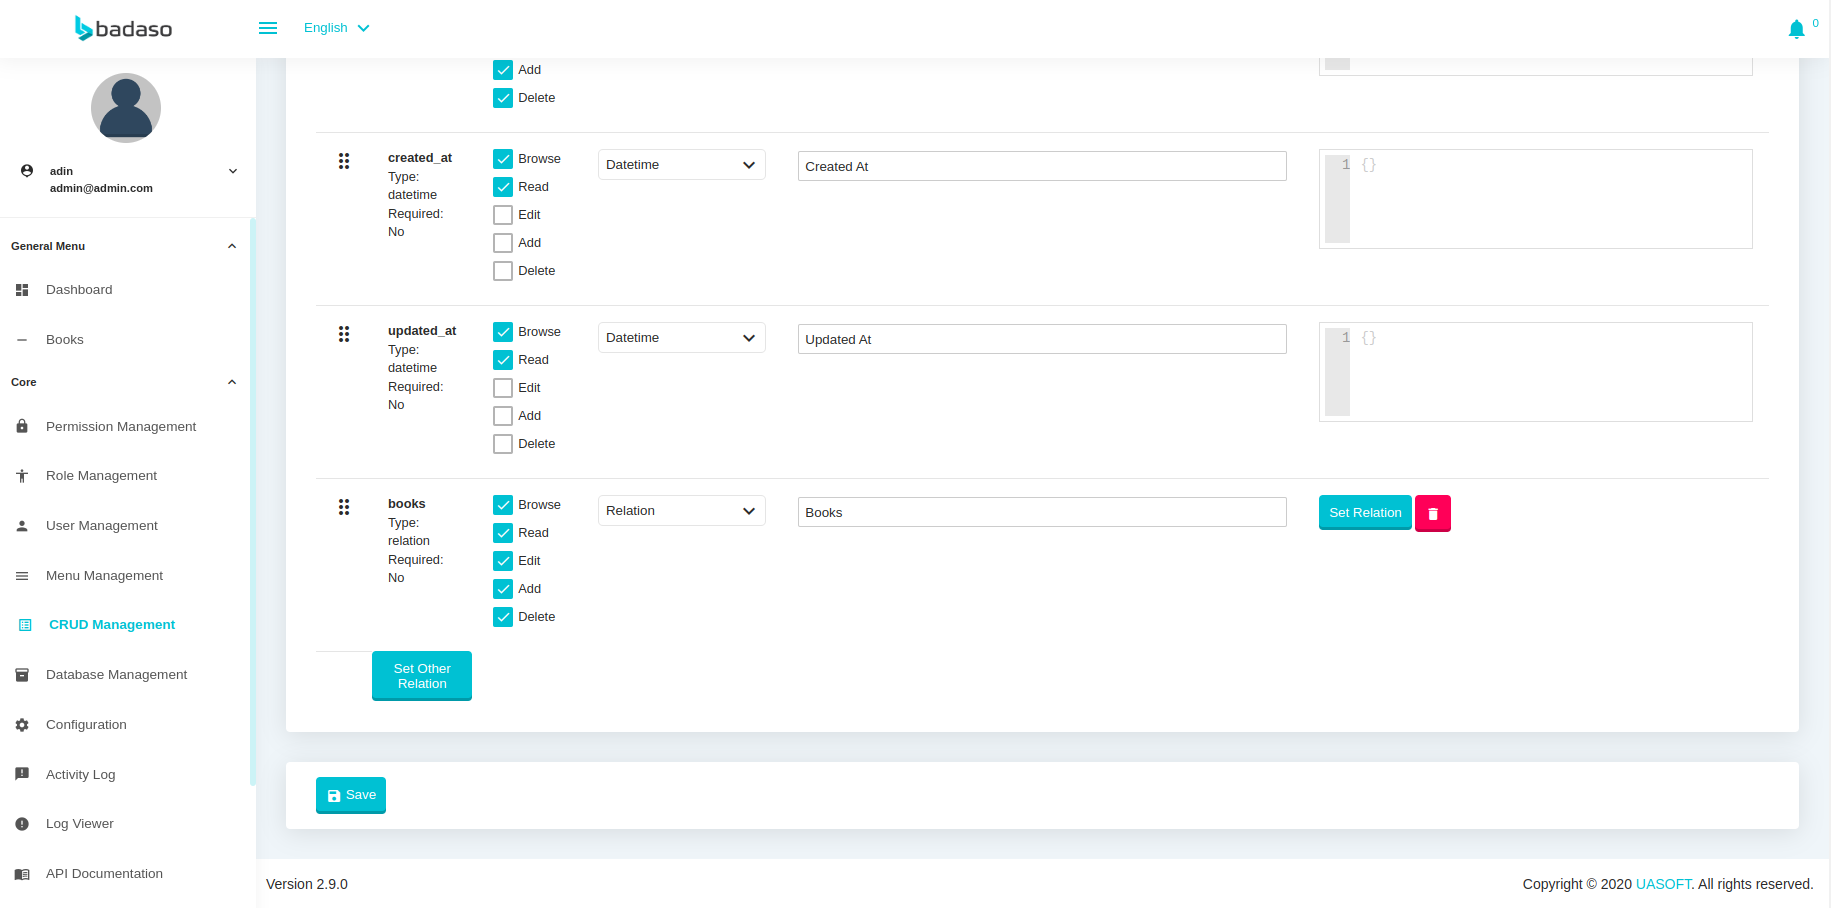 badaso
English
0
adin
admin@admin.com
General Menu
Dashboard
Books
Core
Permission Management
Role Management
User Management
Menu Management
CRUD Management
Database Management
Configuration
Activity Log
Log Viewer
API Documentation
Add
Delete
created_at
Type:
datetime
Required:
No
Browse
Read
Edit
Add
Delete
Datetime
Created At
1 {}
updated_at
Type:
datetime
Required:
No
Browse
Read
Edit
Add
Delete
Datetime
Updated At
1 {}
books
Type:
relation
Required:
No
Browse
Read
Edit
Add
Delete
Relation
Books
Set Relation
Set Other
Relation
Save
Version 2.9.0
Copyright © 2020 UASOFT. All rights reserved.